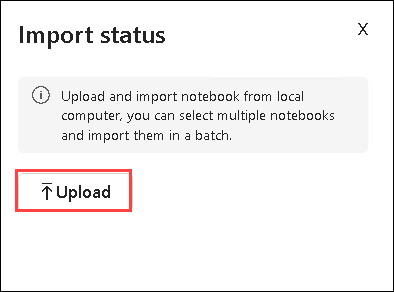 Import status
X
Upload and import notebook from local
computer, you can select multiple notebooks
and import them in a batch.
Upload